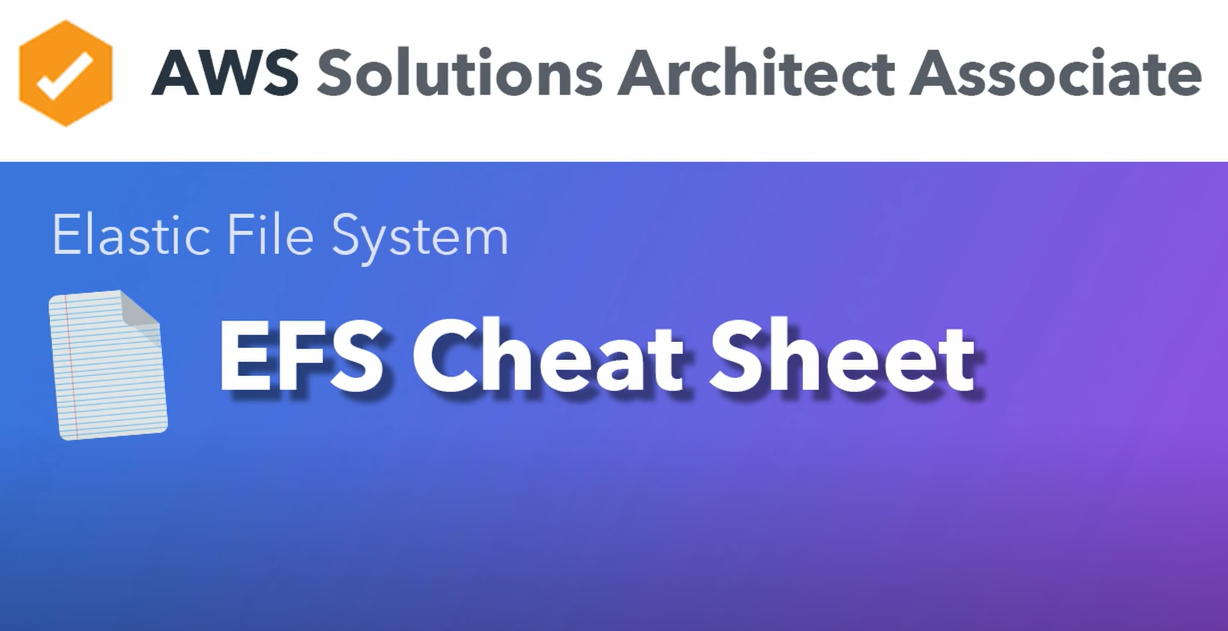 AWS Solutions Architect Associate
Elastic File System
EFS Cheat Sheet